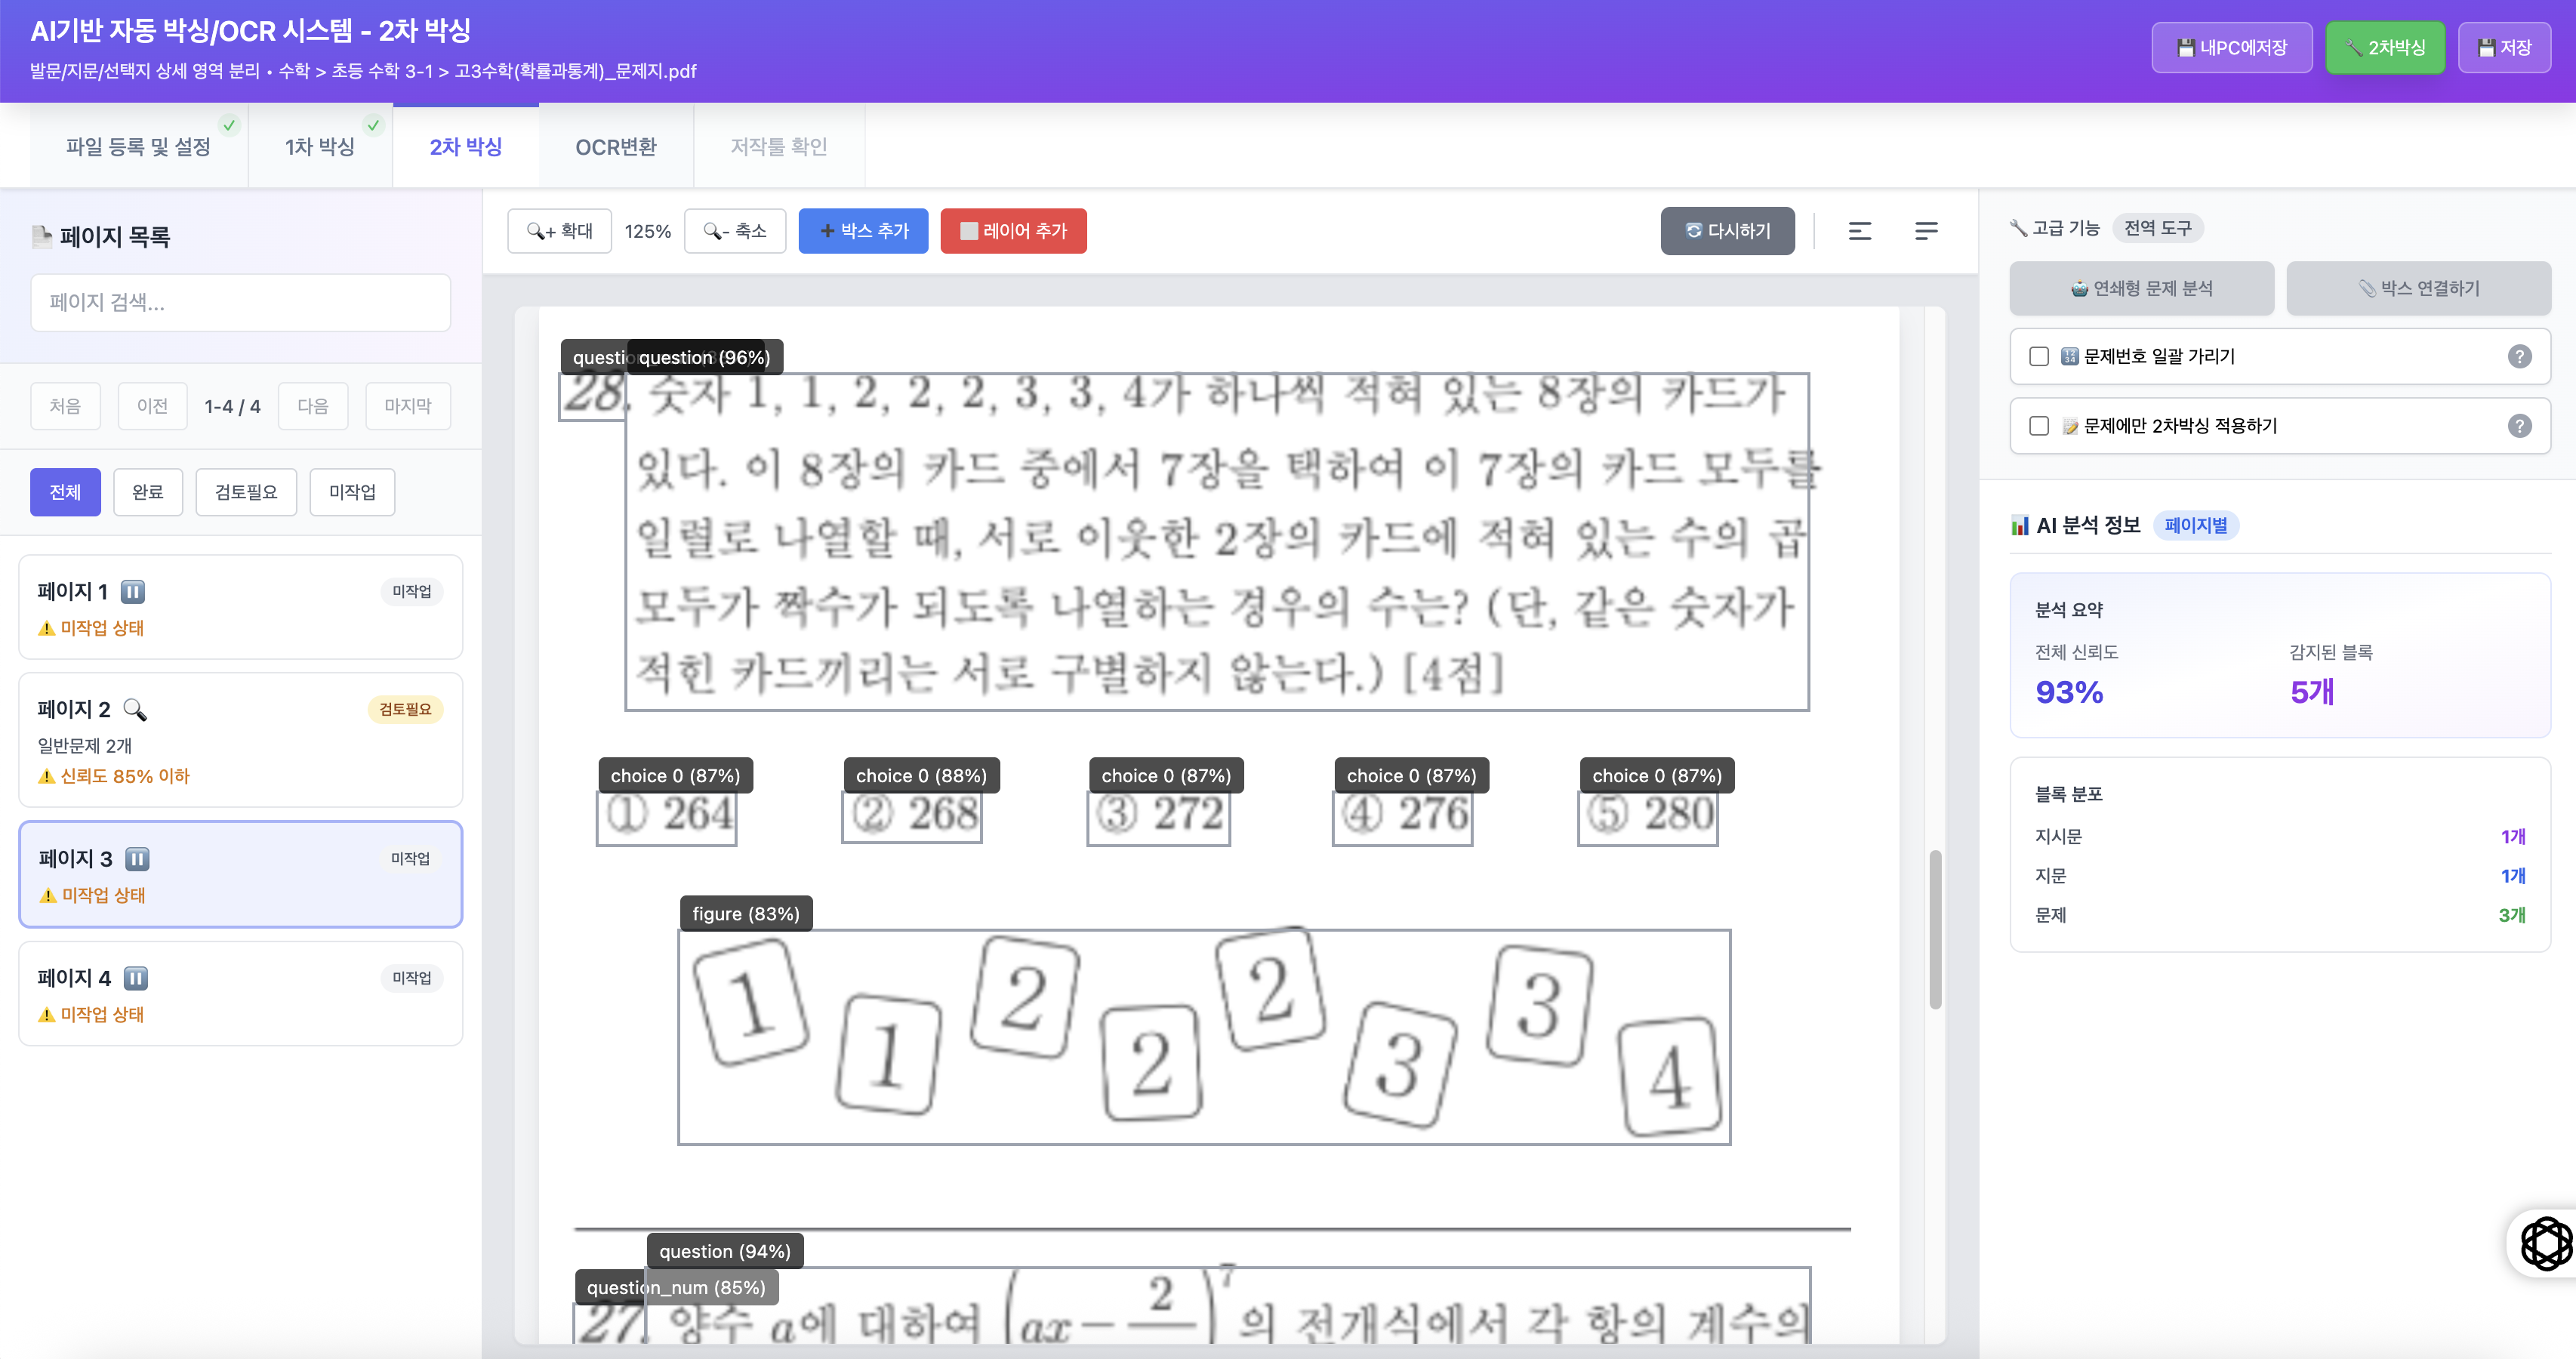 AI기반 자동 박싱/OCR 시스템 - 2차 박싱
발문/지문/선택지 상세 영역 분리 • 수학 > 초등 수학 3-1 > 고3수학(확률과통계)_문제지.pdf
내PC에저장
2차박싱
저장
파일 등록 및 설정
1차 박싱
2차 박싱
OCR변환
저작툴 확인
페이지 목록
페이지 검색...
처음
이전
1-4 / 4
다음
마지막
전체
완료
검토필요
미작업
페이지 1
미작업
미작업 상태
페이지 2
검토필요
일반문제 2개
신뢰도 85% 이하
페이지 3
미작업
미작업 상태
페이지 4
미작업
미작업 상태
+ 확대
125%
- 축소
+ 박스 추가
레이어 추가
다시하기
question (96%)
28. 숫자 1, 1, 2, 2, 2, 3, 3, 4가 하나씩 적혀 있는 8장의 카드가
있다. 이 8장의 카드 중에서 7장을 택하여 이 7장의 카드 모두를
일렬로 나열할 때, 서로 이웃한 2장의 카드에 적혀 있는 수의 곱
모두가 짝수가 되도록 나열하는 경우의 수는? (단, 같은 숫자가
적힌 카드끼리는 서로 구별하지 않는다.) [4점]
choice 0 (87%)
choice 0 (88%)
choice 0 (87%)
choice 0 (87%)
choice 0 (87%)
① 264
② 268
③ 272
④ 276
⑤ 280
figure (83%)
1
1
2
2
2
3
3
4
question (94%)
question_num (85%)
27. 양수 a에 대하여 (ax - 2/ )^7의 전개식에서 각 항의 계수의
고급 기능
전역 도구
연쇄형 문제 분석
박스 연결하기
문제번호 일괄 가리기
?
문제에만 2차박싱 적용하기
?
AI 분석 정보
페이지별
분석 요약
전체 신뢰도
감지된 블록
93%
5개
블록 분포
지시문
1개
지문
1개
문제
3개